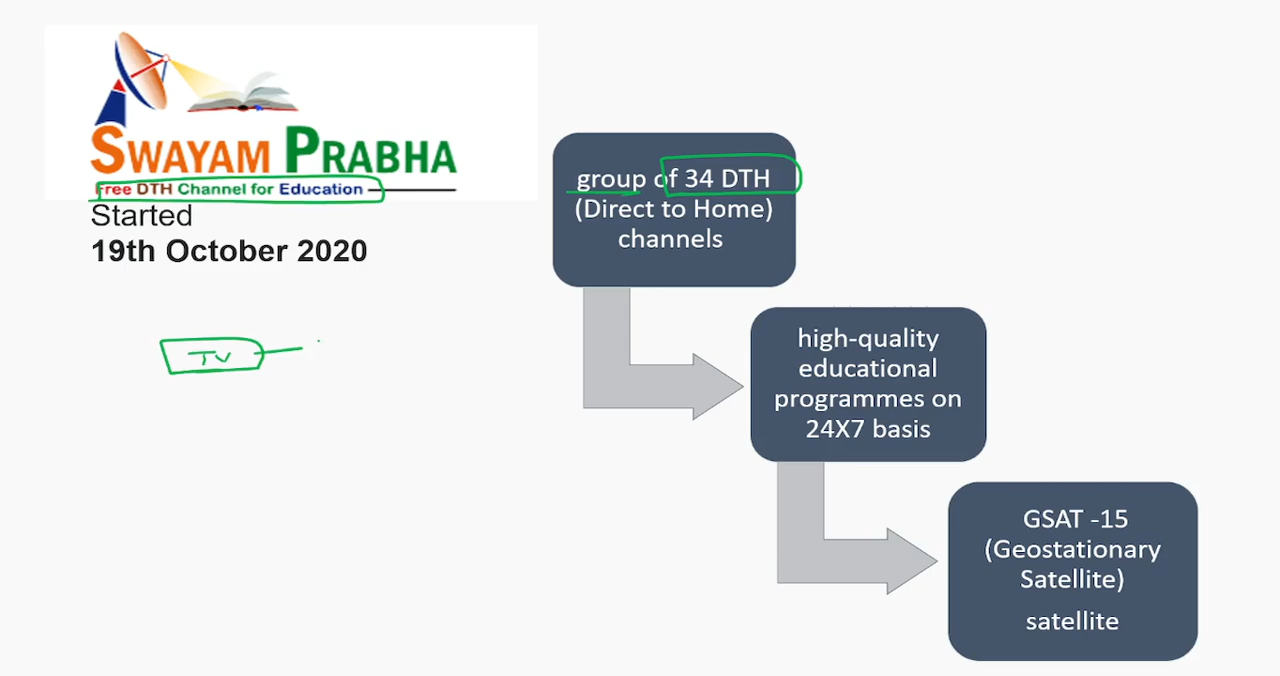 SWAYAM PRABHA
Free DTH Channel for Education
Started
19th October 2020
TV
group of 34 DTH
(Direct to Home)
channels
high-quality
educational
programmes on
24X7 basis
GSAT -15
(Geostationary
Satellite)
satellite